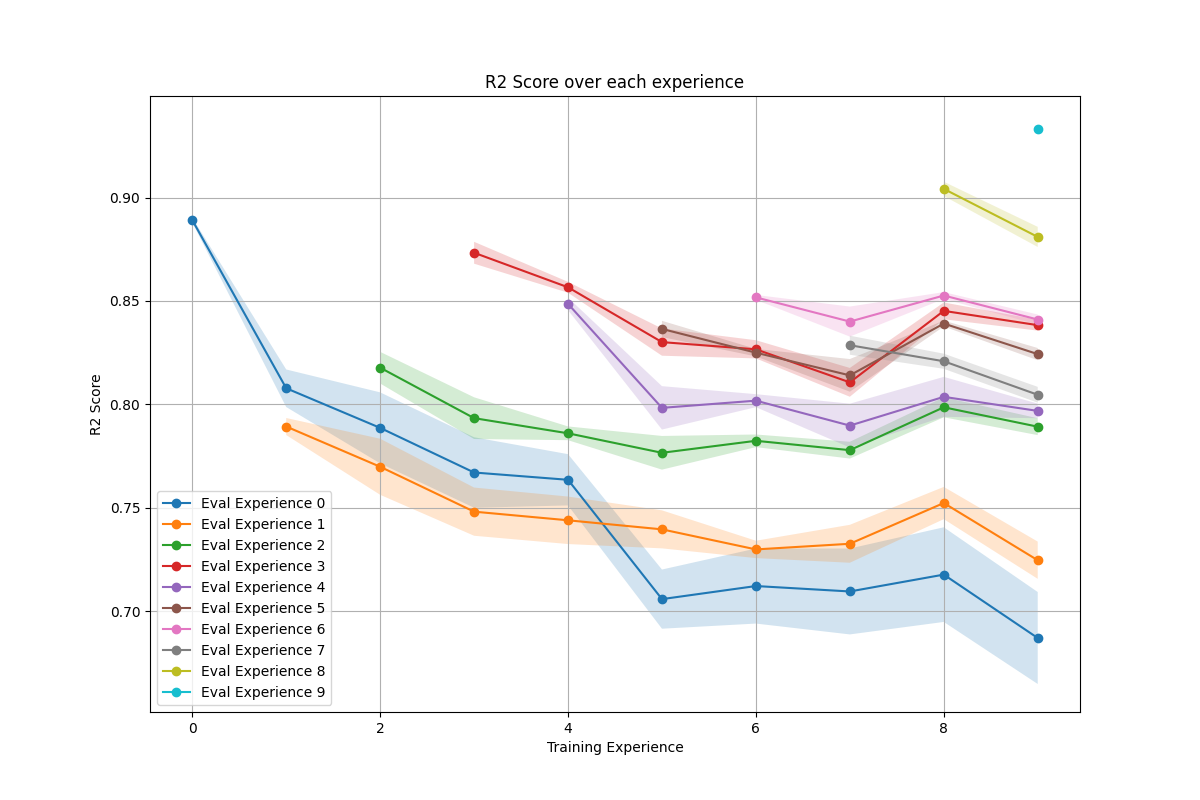 R2 Score over each experience
R2 Score
0.90
0.85
0.80
0.75
0.70
Eval Experience 0
Eval Experience 1
Eval Experience 2
Eval Experience 3
Eval Experience 4
Eval Experience 5
Eval Experience 6
Eval Experience 7
Eval Experience 8
Eval Experience 9
0 2 4 6 8
Training Experience